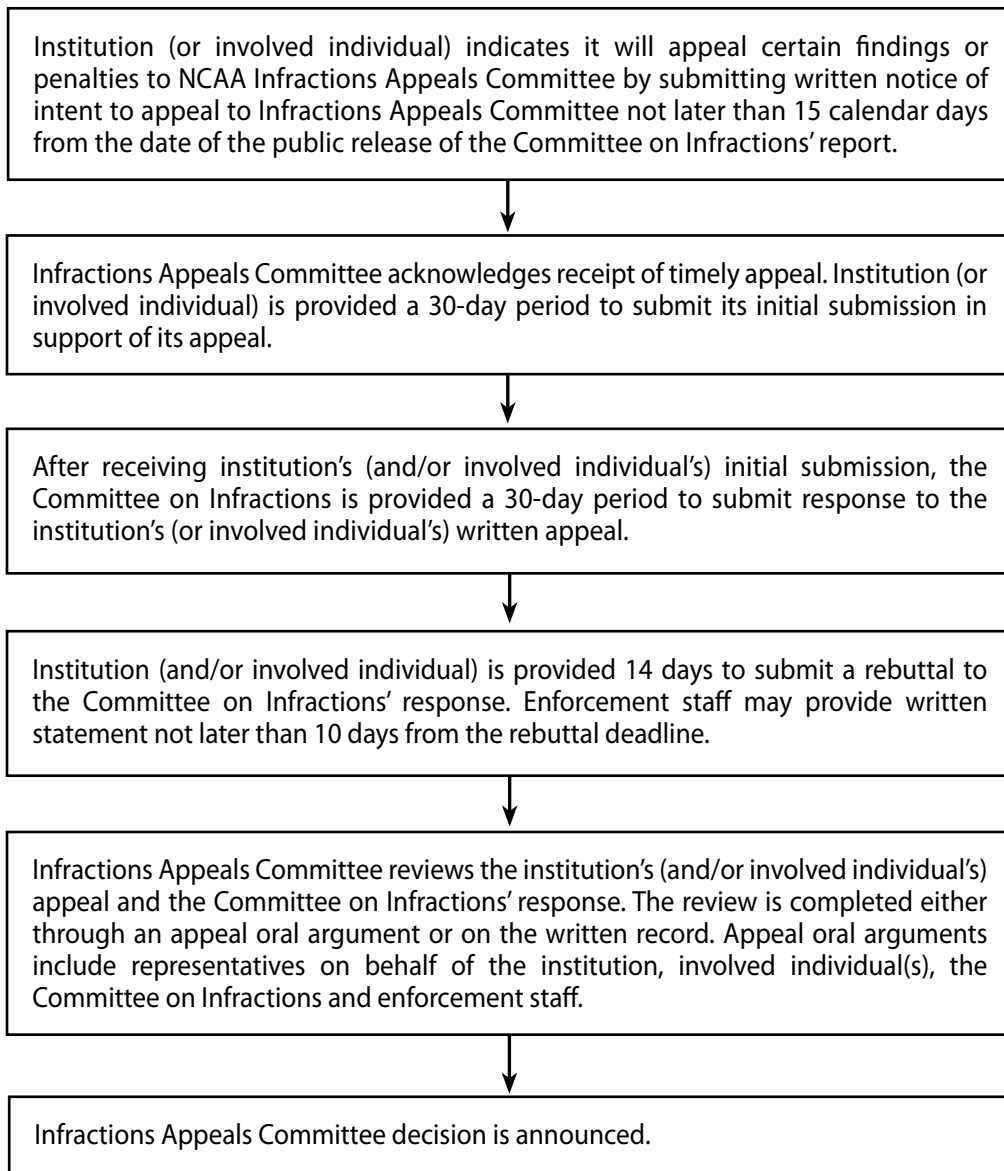 Institution (or involved individual) indicates it will appeal certain findings or
penalties to NCAA Infractions Appeals Committee by submitting written notice of
intent to appeal to Infractions Appeals Committee not later than 15 calendar days
from the date of the public release of the Committee on Infractions' report.
Infractions Appeals Committee acknowledges receipt of timely appeal. Institution (or
involved individual) is provided a 30-day period to submit its initial submission in
support of its appeal.
After receiving institution's (and/or involved individual's) initial submission, the
Committee on Infractions is provided a 30-day period to submit response to the
institution's (or involved individual's) written appeal.
Institution (and/or involved individual) is provided 14 days to submit a rebuttal to
the Committee on Infractions' response. Enforcement staff may provide written
statement not later than 10 days from the rebuttal deadline.
Infractions Appeals Committee reviews the institution's (and/or involved individual's)
appeal and the Committee on Infractions' response. The review is completed either
through an appeal oral argument or on the written record. Appeal oral arguments
include representatives on behalf of the institution, involved individual(s), the
Committee on Infractions and enforcement staff.
Infractions Appeals Committee decision is announced.